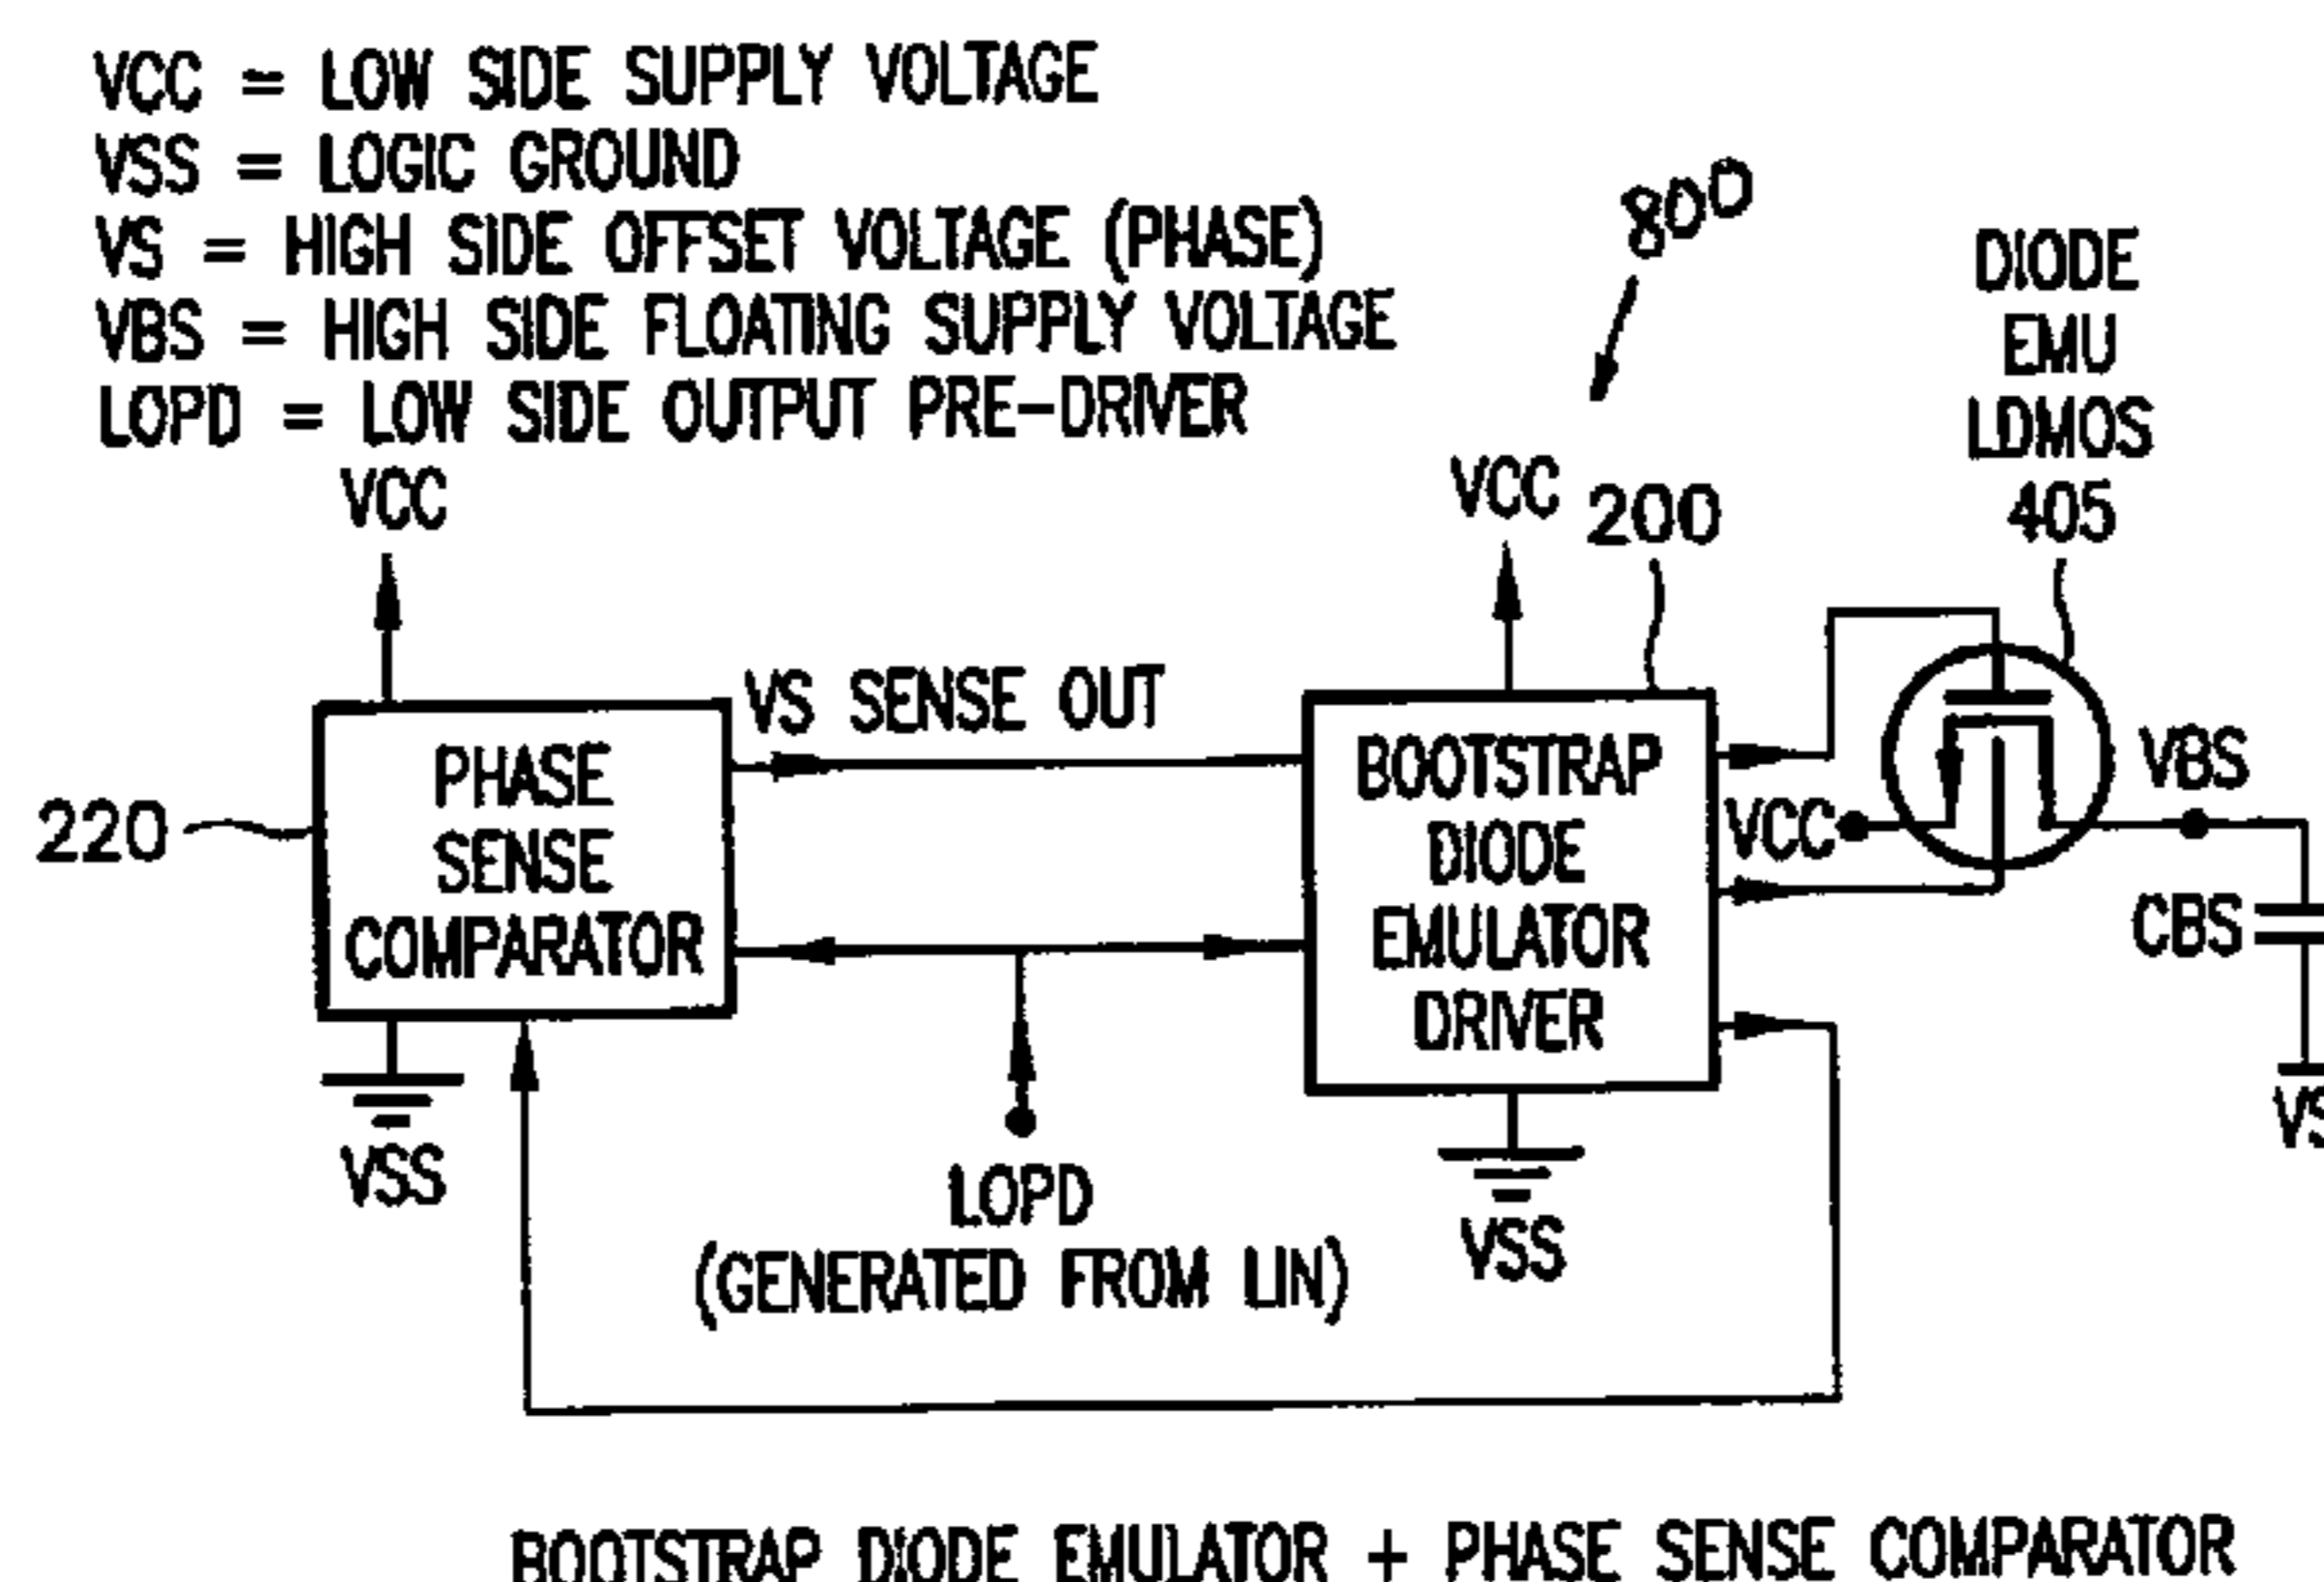 VCC = LOW SIDE SUPPLY VOLTAGE
VSS = LOGIC GROUND
VS = HIGH SIDE OFFSET VOLTAGE (PHASE)
VBS = HIGH SIDE FLOATING SUPPLY VOLTAGE
LOPD = LOW SIDE OUTPUT PRE-DRIVER
800
DIODE
EMU
LDMOS
405
VCC
VCC
200
VS SENSE OUT
220
PHASE
SENSE
COMPARATOR
BOOTSTRAP
DIODE
EMULATOR
DRIVER
VCC
VBS
CBS
VSS
LOPD
(GENERATED FROM LIN)
VSS
VS
BOOTSTRAP DIODE EMULATOR + PHASE SENSE COMPARATOR